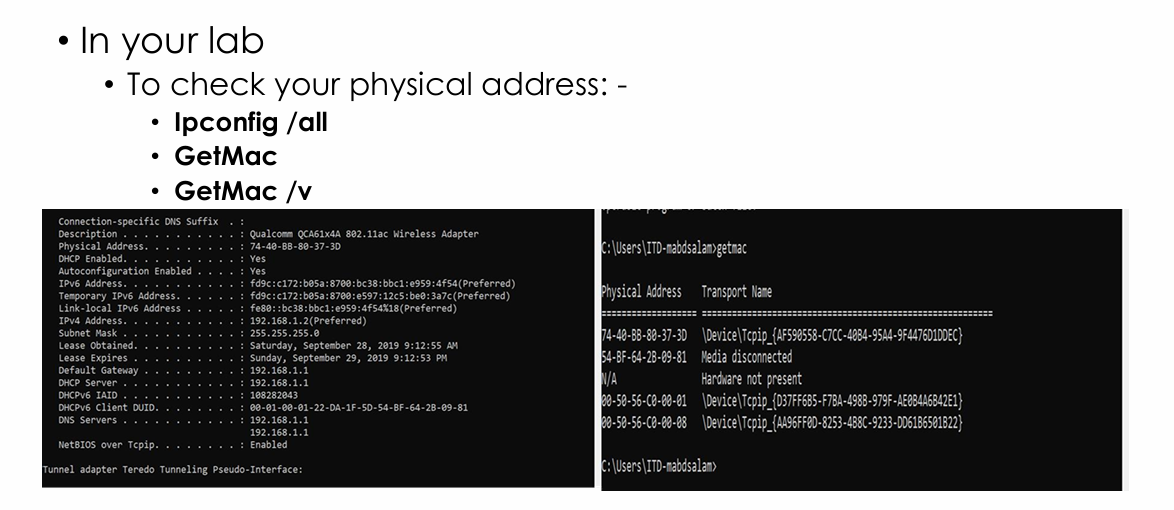 • In your lab
• To check your physical address: -
• Ipconfig /all
• GetMac
• GetMac /v
Connection-specific DNS Suffix . :
Description . . . . . . . . . . . : Qualcomm QCA61x4A 802.11ac Wireless Adapter
Physical Address. . . . . . . . . : 74-40-BB-80-37-3D
DHCP Enabled. . . . . . . . . . . : Yes
Autoconfiguration Enabled . . . . : Yes
IPv6 Address. . . . . . . . . . . : fd9c:c172:b05a:8700:bc38:bbc1:e959:4f54(Preferred)
Temporary IPv6 Address. . . . . . : fd9c:c172:b05a:8700:e597:12c5:be0:3a7c(Preferred)
Link-local IPv6 Address . . . . . : fe80::bc38:bbc1:e959:4f54%18(Preferred)
IPv4 Address. . . . . . . . . . . : 192.168.1.2(Preferred)
Subnet Mask . . . . . . . . . . . : 255.255.255.0
Lease Obtained. . . . . . . . . . : Saturday, September 28, 2019 9:12:55 AM
Lease Expires . . . . . . . . . . : Sunday, September 29, 2019 9:12:53 PM
Default Gateway . . . . . . . . . : 192.168.1.1
DHCP Server . . . . . . . . . . . : 192.168.1.1
DHCPv6 IAID . . . . . . . . . . . : 108282043
DHCPv6 Client DUID. . . . . . . . : 00-01-00-01-22-DA-1F-5D-54-BF-64-2B-09-81
DNS Servers . . . . . . . . . . . : 192.168.1.1
192.168.1.1
NetBIOS over Tcpip. . . . . . . . : Enabled
Tunnel adapter Teredo Tunneling Pseudo-Interface:
C:\Users\ITD-mabdsalam>getmac
Physical Address    Transport Name
=================== ==========================================================
74-40-BB-80-37-3D   \Device\Tcpip_{AF590558-C7CC-40B4-95A4-9F4476D1DDEC}
54-BF-64-2B-09-81   Media disconnected
N/A                 Hardware not present
00-50-56-C0-00-01   \Device\Tcpip_{D37FF6B5-F7BA-498B-979F-AE0B4A6B42E1}
00-50-56-C0-00-08   \Device\Tcpip_{AA96FF0D-8253-4B8C-9233-DD61B6501B22}
C:\Users\ITD-mabdsalam>